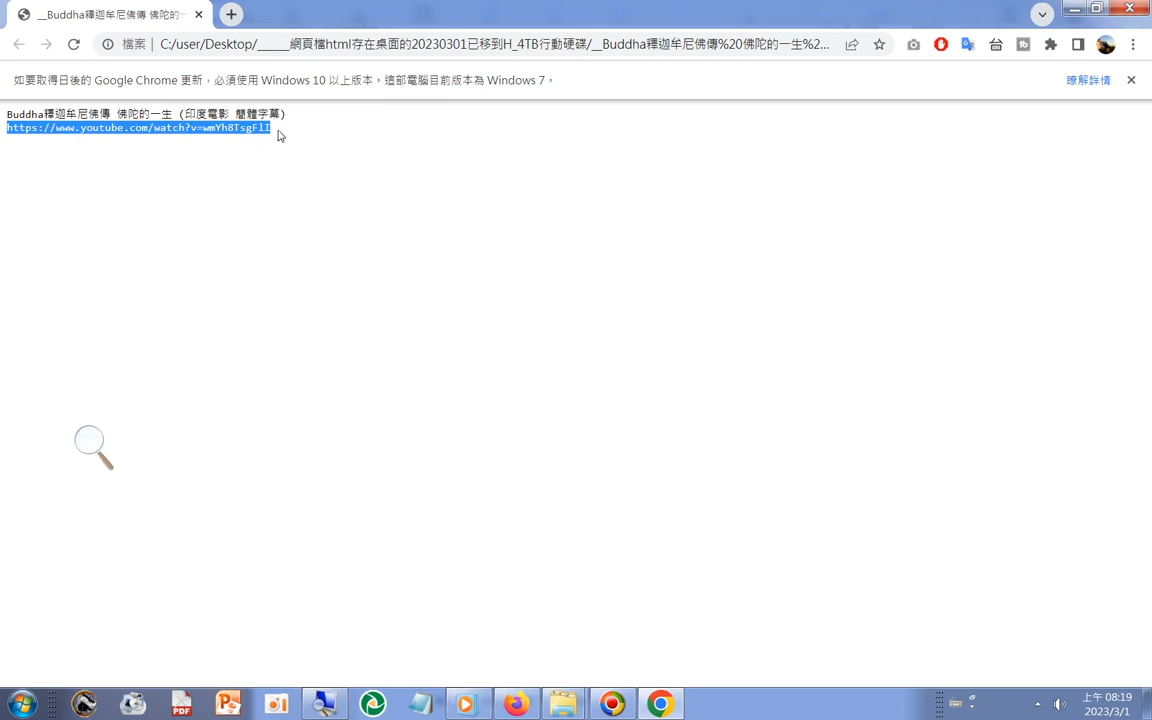 __Buddha釋迦牟尼佛傳 佛陀的一
檔案 C:/user/Desktop/_____網頁檔html存在桌面的20230301已移到H_4TB行動硬碟/__Buddha釋迦牟尼佛傳%20佛陀的一生%2...
如要取得日後的 Google Chrome 更新，必須使用 Windows 10 以上版本。這部電腦目前版本為 Windows 7。 瞭解詳情
Buddha釋迦牟尼佛傳 佛陀的一生 (印度電影 簡體字幕)
https://www.youtube.com/watch?v=wmYh8TsgFlI
PDF
上午 08:19
2023/3/1